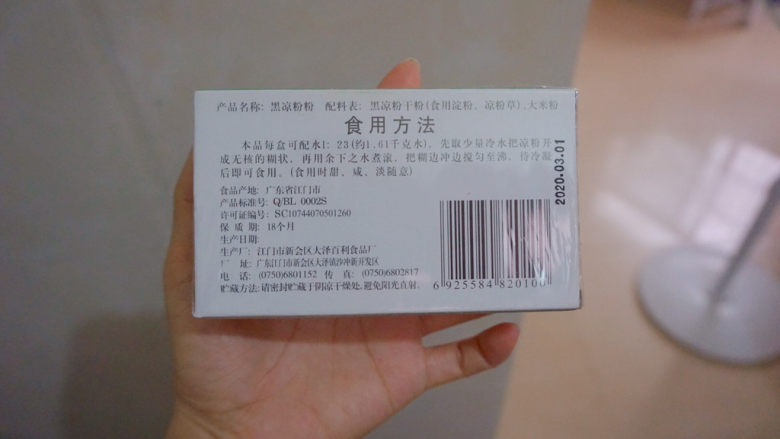 产品名称: 黑凉粉粉 配料表: 黑凉粉干粉(食用淀粉、凉粉草)、大米粉
食用方法
本品每盒可配水1: 23(约1.61千克水)。先取少量冷水把凉粉开
成无核的糊状，再用余下之水煮滚，把糊边冲边搅匀至沸，待冷凝
后即可食用。(食用时甜、咸、淡随意)
食品产地: 广东省江门市
产品标准号: Q/BL 0002S
许可证编号: SC10744070501260
保 质 期: 18个月
生产日期:
生产厂: 江门市新会区大泽百利食品厂
厂 址: 广东江门市新会区大泽镇沙冲新开发区
电 话: (0750)6801152 传 真: (0750)6802817
贮藏方法: 请密封贮藏于阴凉干燥处, 避免阳光直射。
6 925584 820100
2020.03.01